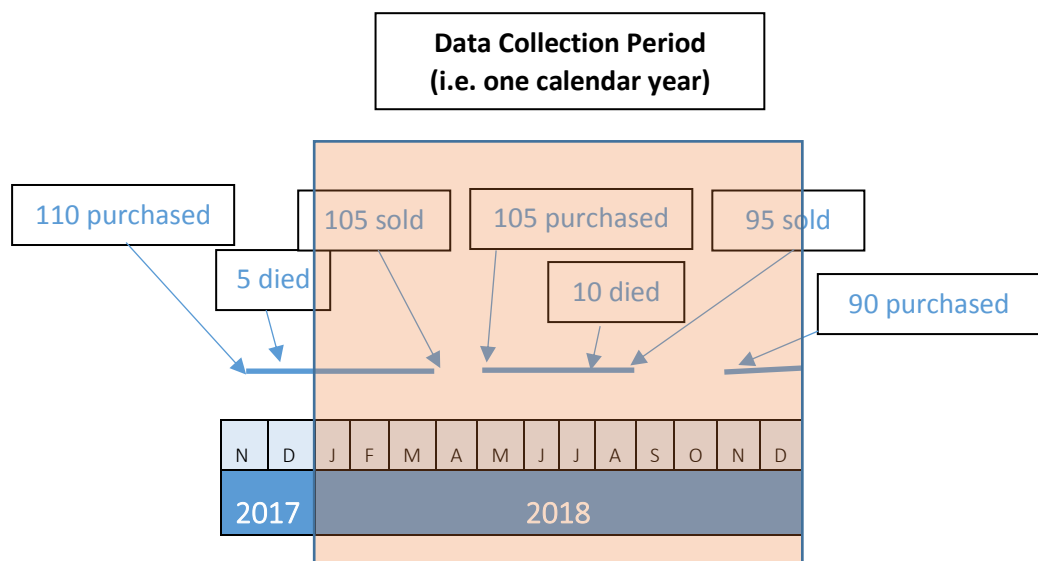 Data Collection Period
(i.e. one calendar year)
110 purchased
105 sold
105 purchased
95 sold
5 died
10 died
90 purchased
N D J F M A M J J A S O N D
2017 2018